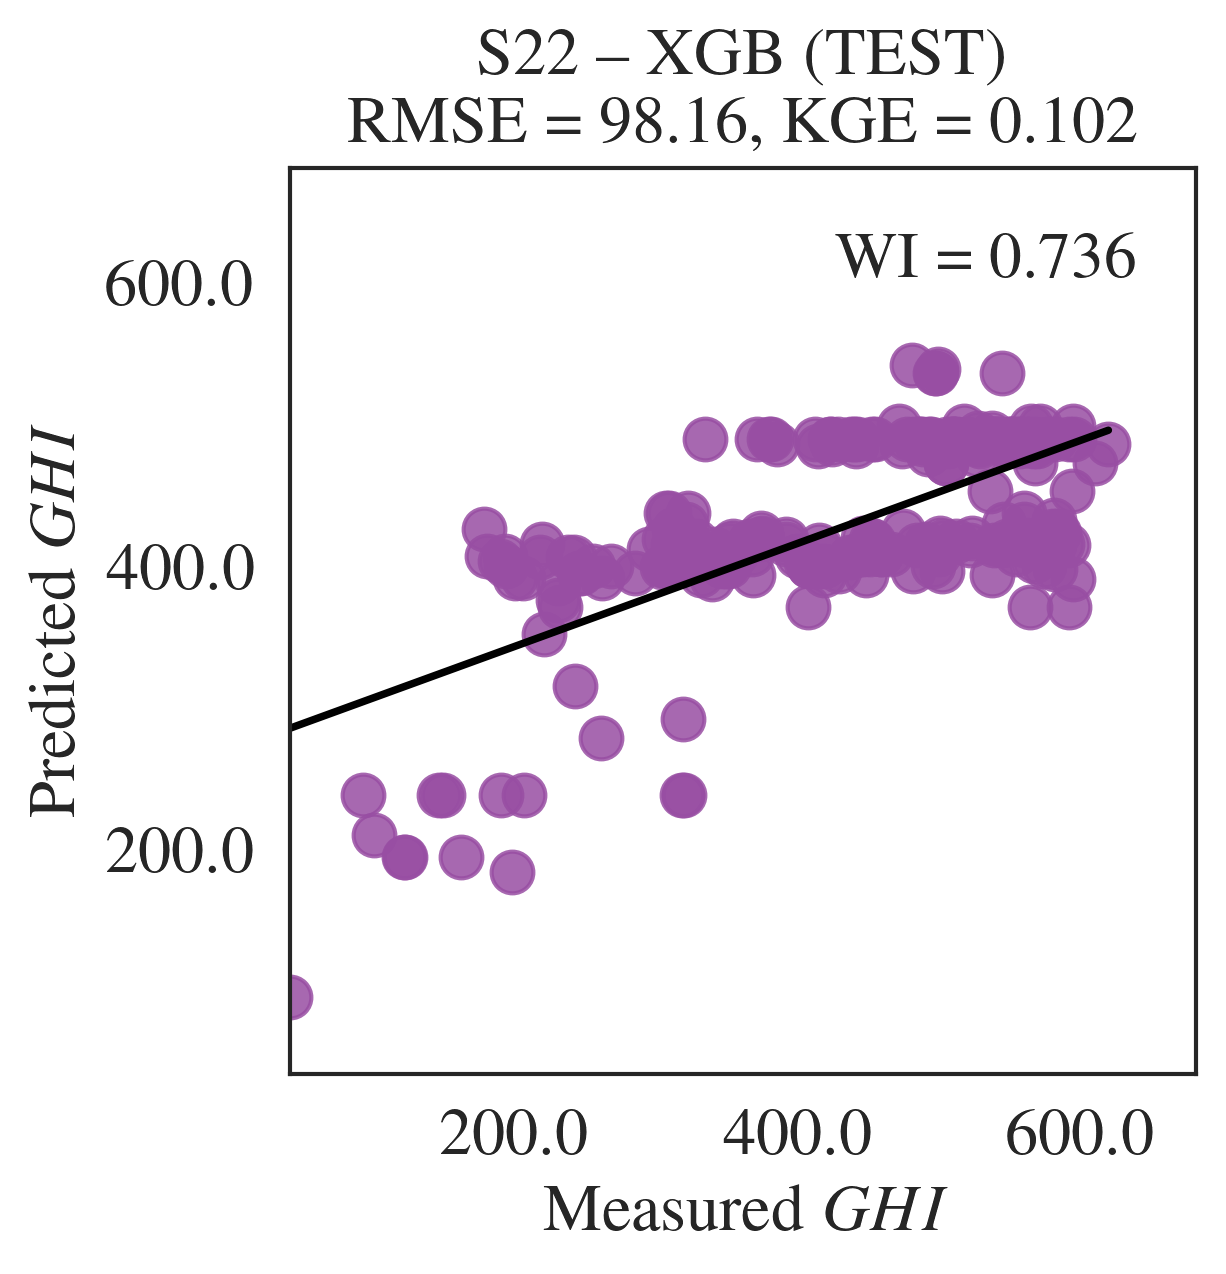 S22 – XGB (TEST)
RMSE = 98.16, KGE = 0.102
WI = 0.736
600.0
400.0
200.0
Predicted GHI
200.0 400.0 600.0
Measured GHI